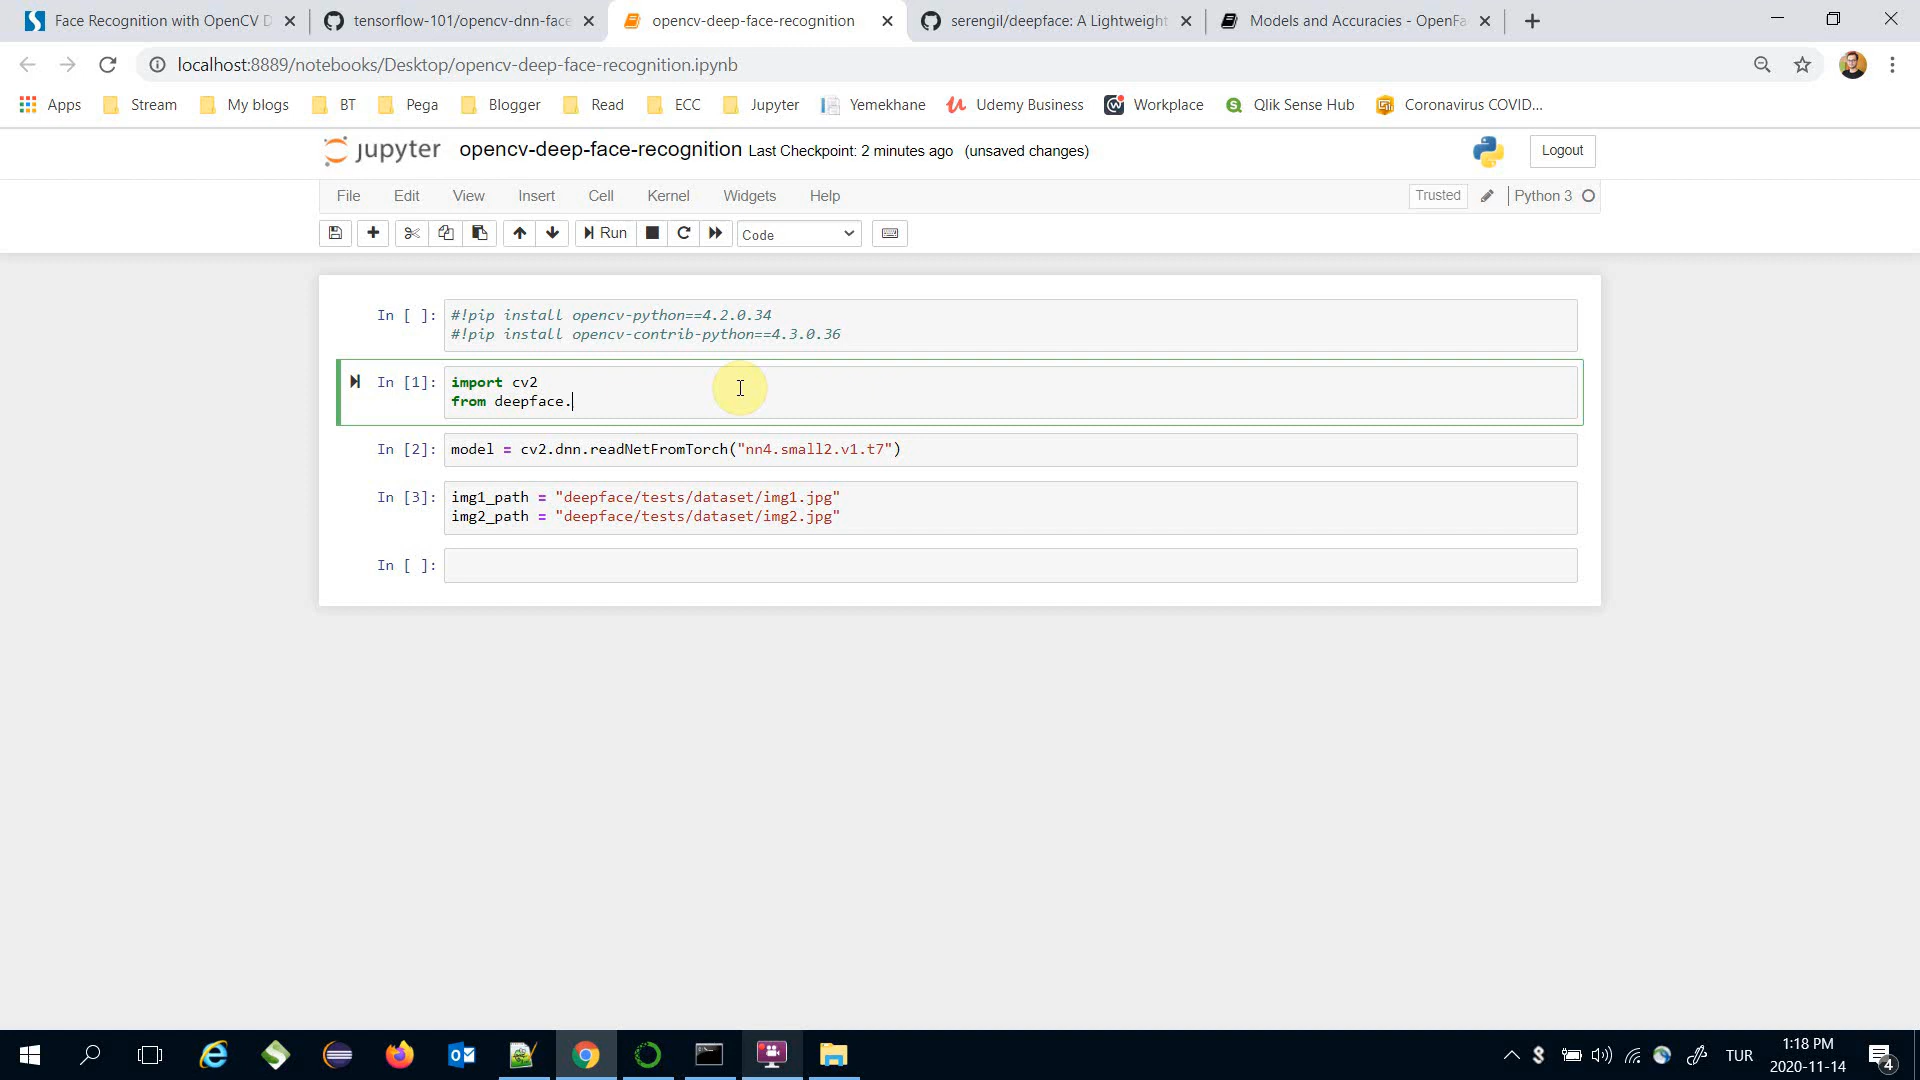 Face Recognition with OpenCV D
tensorflow-101/opencv-dnn-face
opencv-deep-face-recognition
serengil/deepface: A Lightweight
Models and Accuracies - OpenFa
localhost:8889/notebooks/Desktop/opencv-deep-face-recognition.ipynb
Apps Stream My blogs BT Pega Blogger Read ECC Jupyter Yemekhane Udemy Business Workplace Qlik Sense Hub Coronavirus COVID...
jupyter opencv-deep-face-recognition Last Checkpoint: 2 minutes ago (unsaved changes) Logout
File Edit View Insert Cell Kernel Widgets Help Trusted Python 3
Run Code
In [ ]: #!pip install opencv-python==4.2.0.34
#!pip install opencv-contrib-python==4.3.0.36
In [1]: import cv2
from deepface.
In [2]: model = cv2.dnn.readNetFromTorch("nn4.small2.v1.t7")
In [3]: img1_path = "deepface/tests/dataset/img1.jpg"
img2_path = "deepface/tests/dataset/img2.jpg"
In [ ]:
TUR
1:18 PM
2020-11-14
4